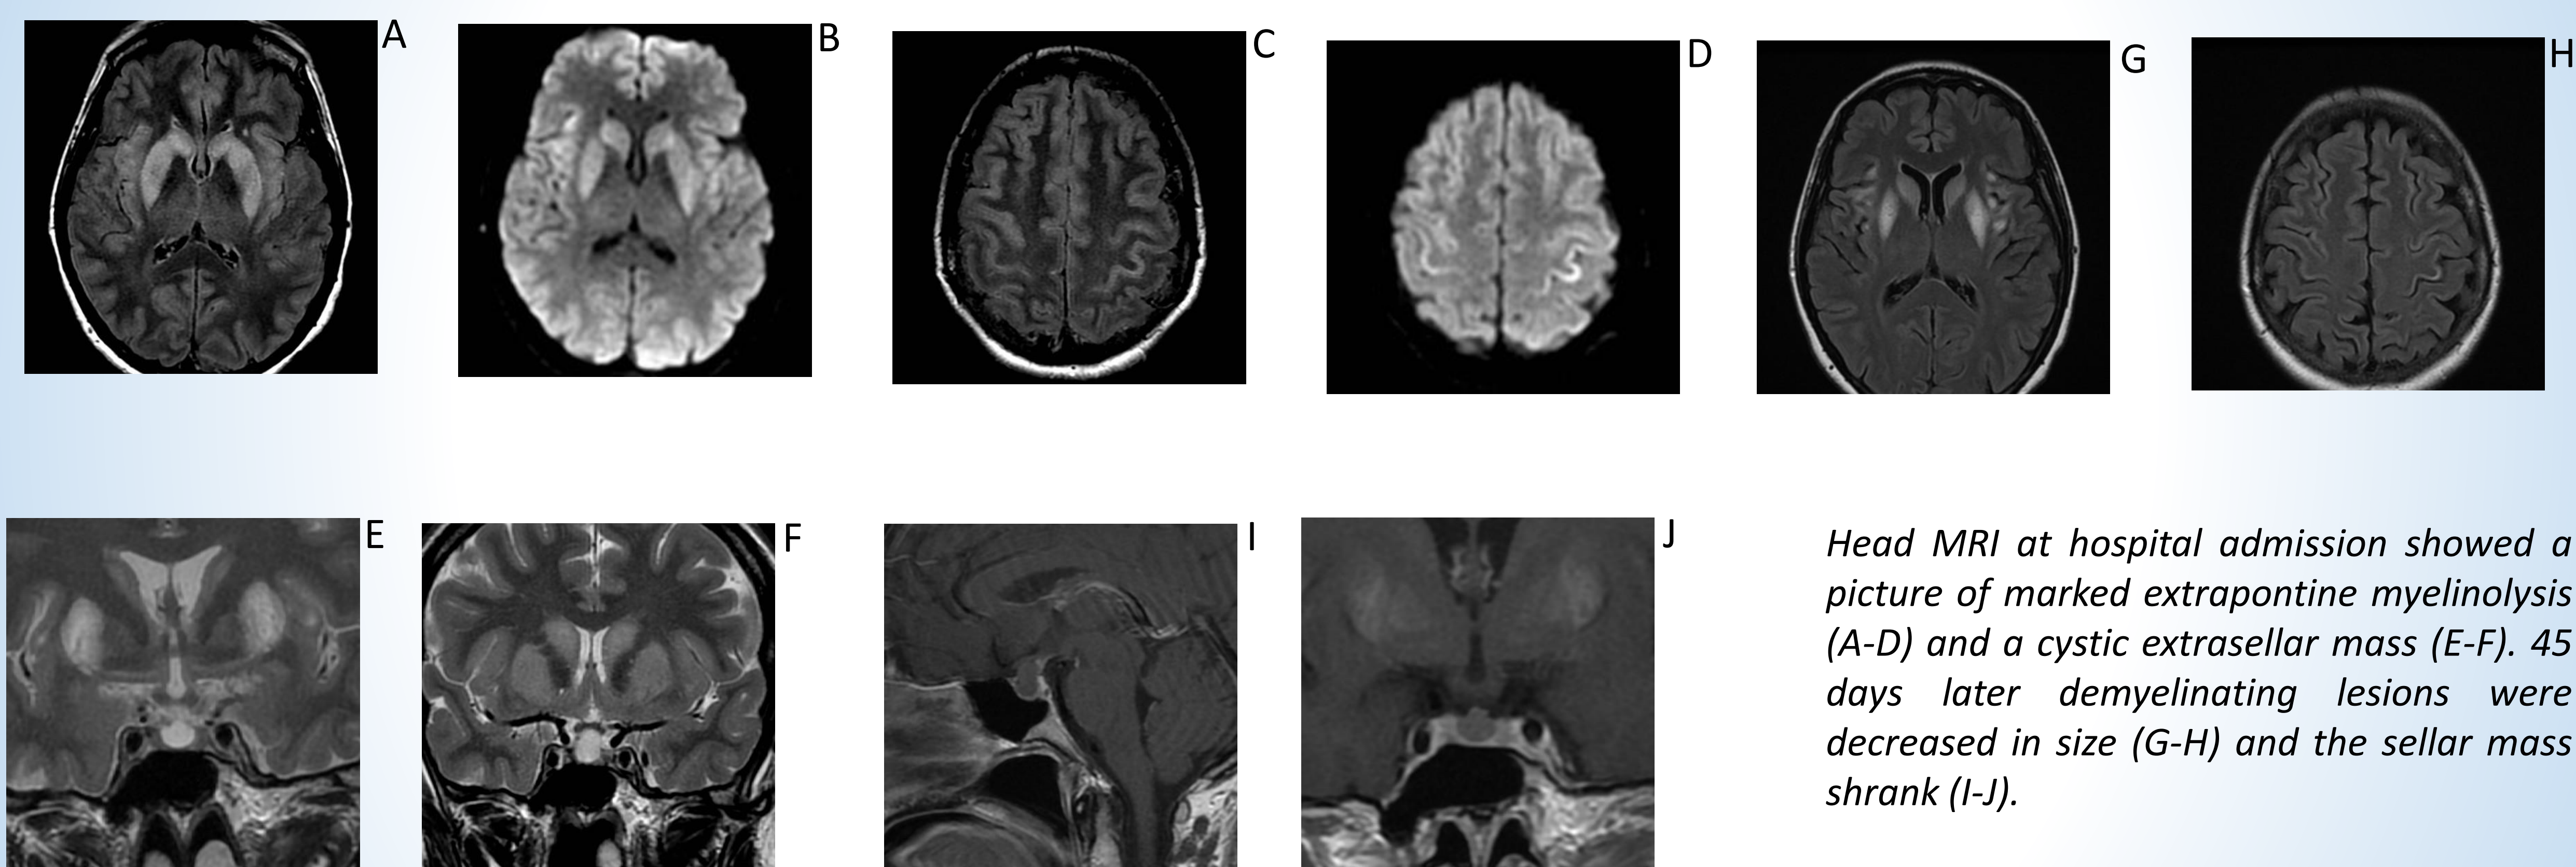 A
B
C
D
G
H
E
F
I
J
Head MRI at hospital admission showed a
picture of marked extrapontine myelinolysis
(A-D) and a cystic extrasellar mass (E-F). 45
days later demyelinating lesions were
decreased in size (G-H) and the sellar mass
shrank (I-J).